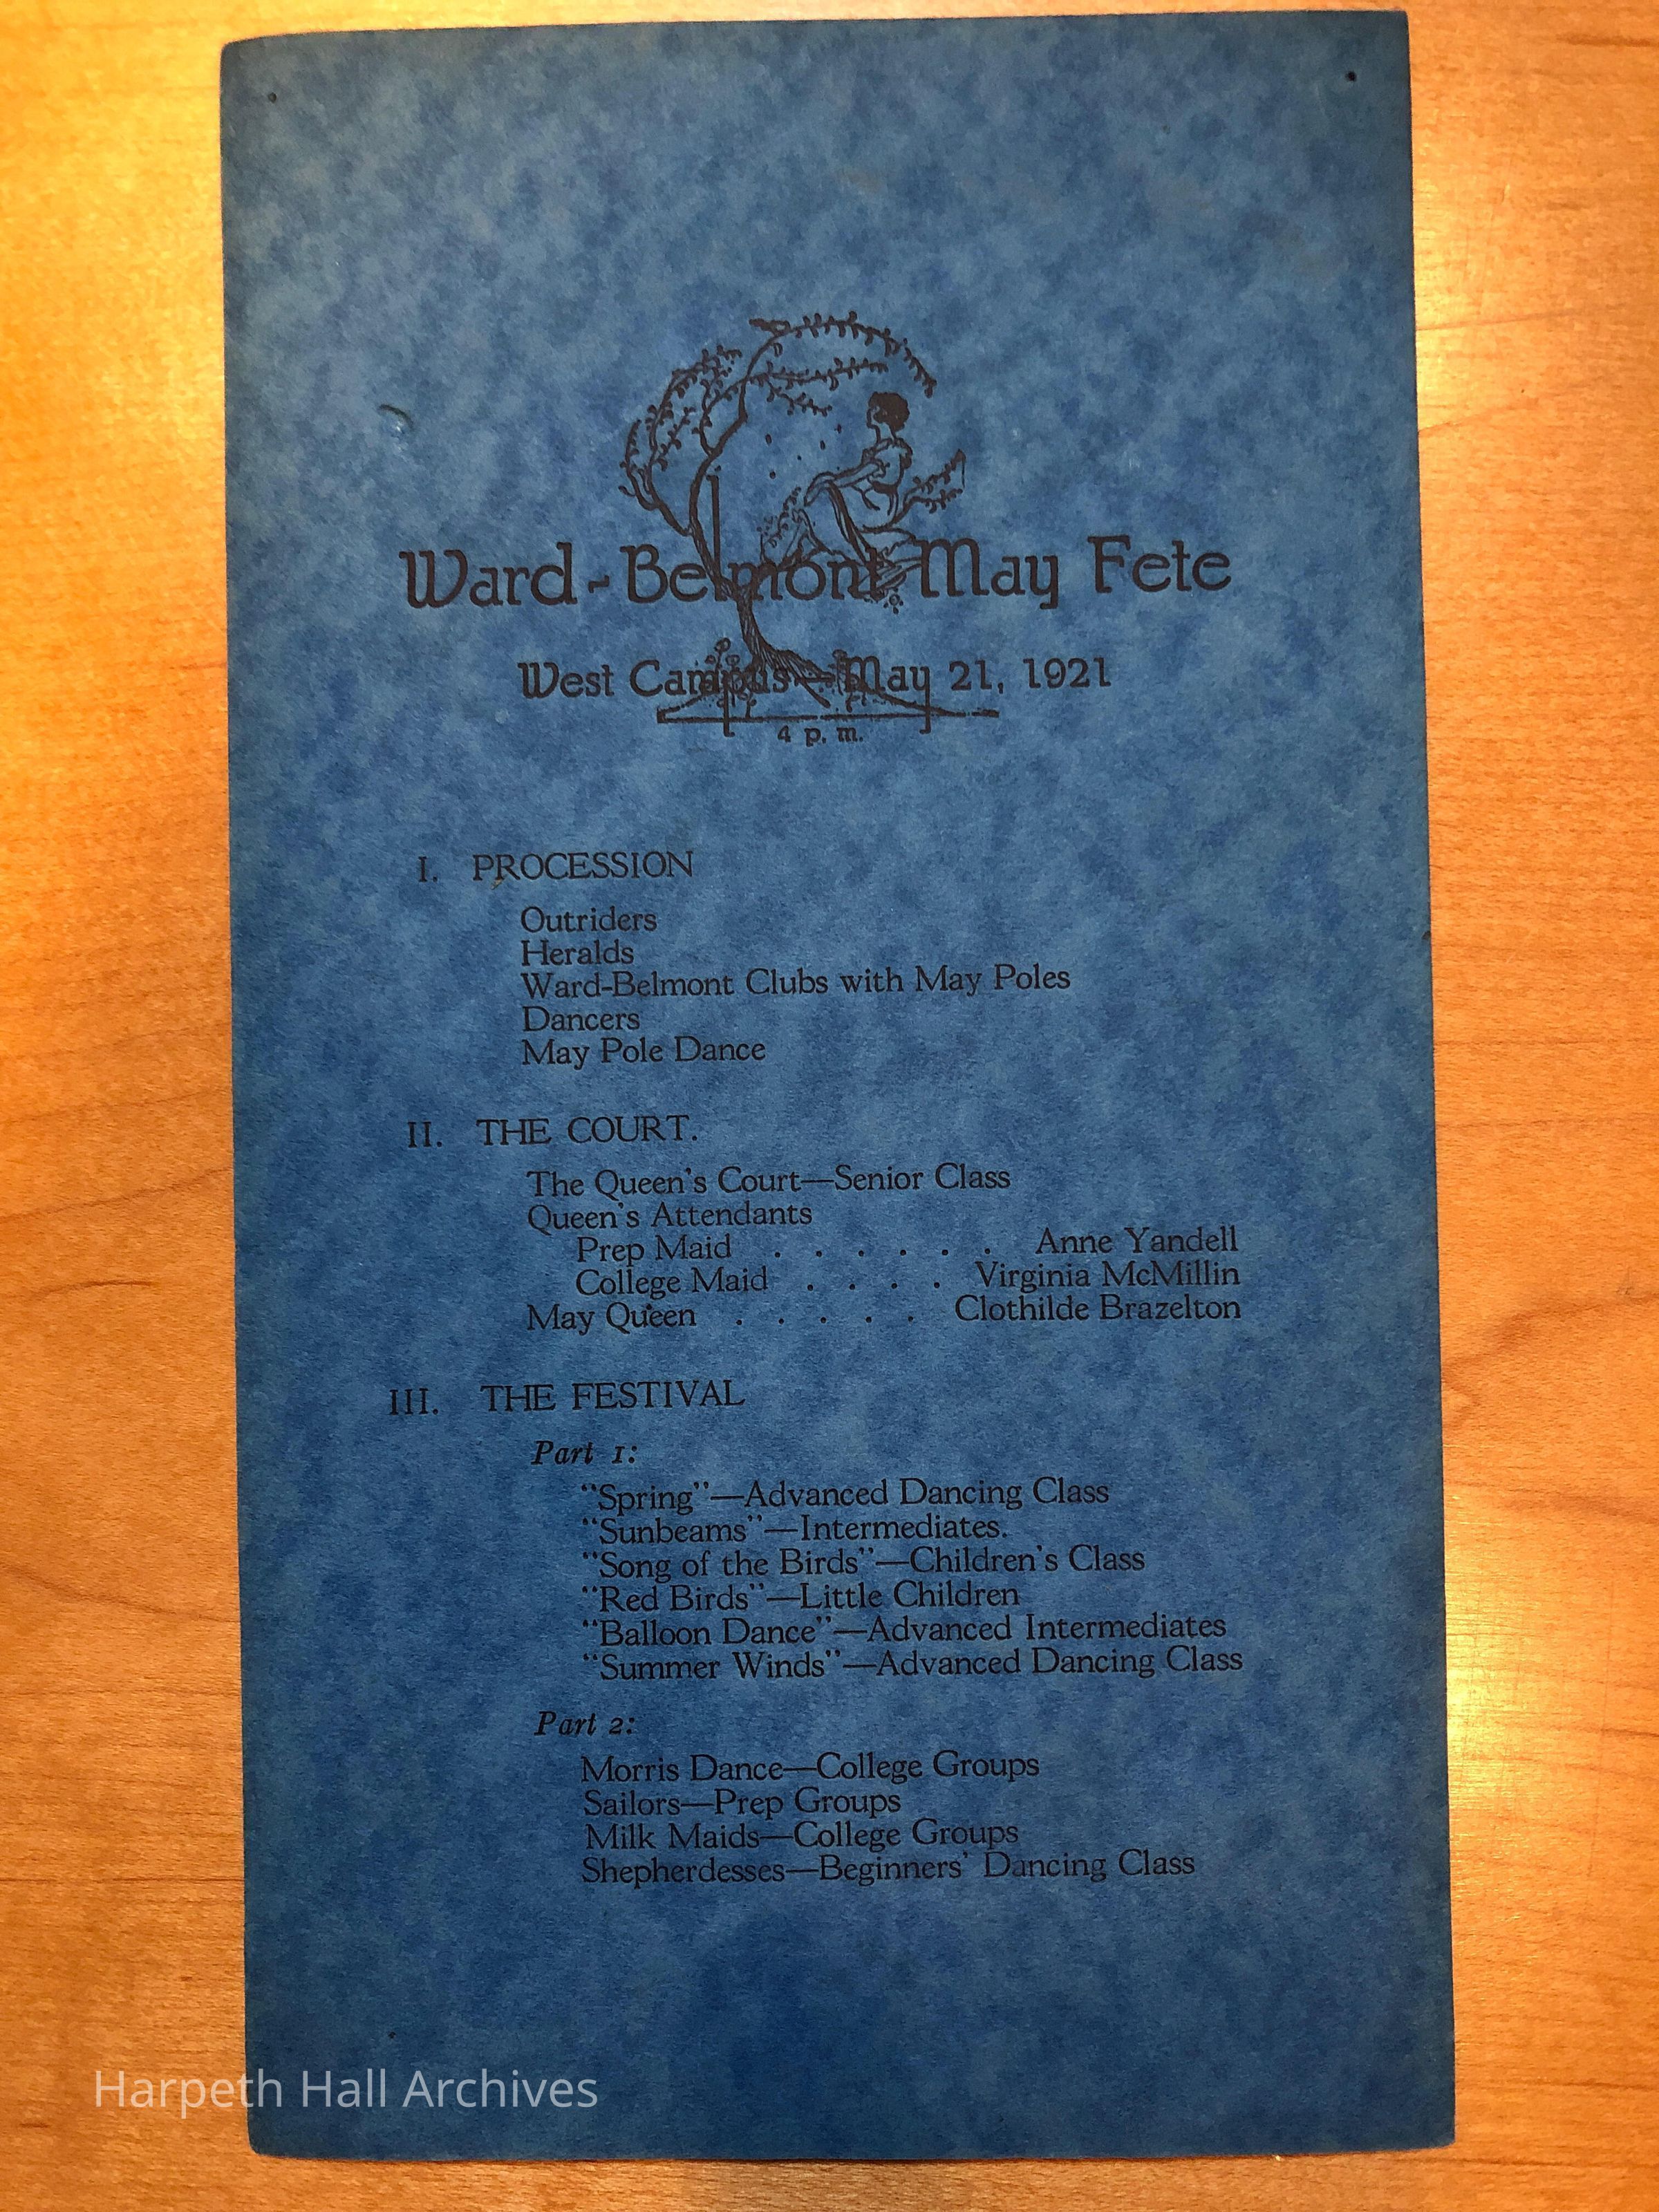 Ward-Belmont May Fete
West Campus—May 21, 1921
4 p. m.
I. PROCESSION
Outriders
Heralds
Ward-Belmont Clubs with May Poles
Dancers
May Pole Dance
II. THE COURT.
The Queen's Court—Senior Class
Queen's Attendants
Prep Maid . . . . . . Anne Yandell
College Maid . . . . Virginia McMillin
May Queen . . . . . Clothilde Brazelton
III. THE FESTIVAL
Part 1:
"Spring"—Advanced Dancing Class
"Sunbeams"—Intermediates.
"Song of the Birds"—Children's Class
"Red Birds"—Little Children
"Balloon Dance"—Advanced Intermediates
"Summer Winds"—Advanced Dancing Class
Part 2:
Morris Dance—College Groups
Sailors—Prep Groups
Milk Maids—College Groups
Shepherdesses—Beginners' Dancing Class
Harpeth Hall Archives